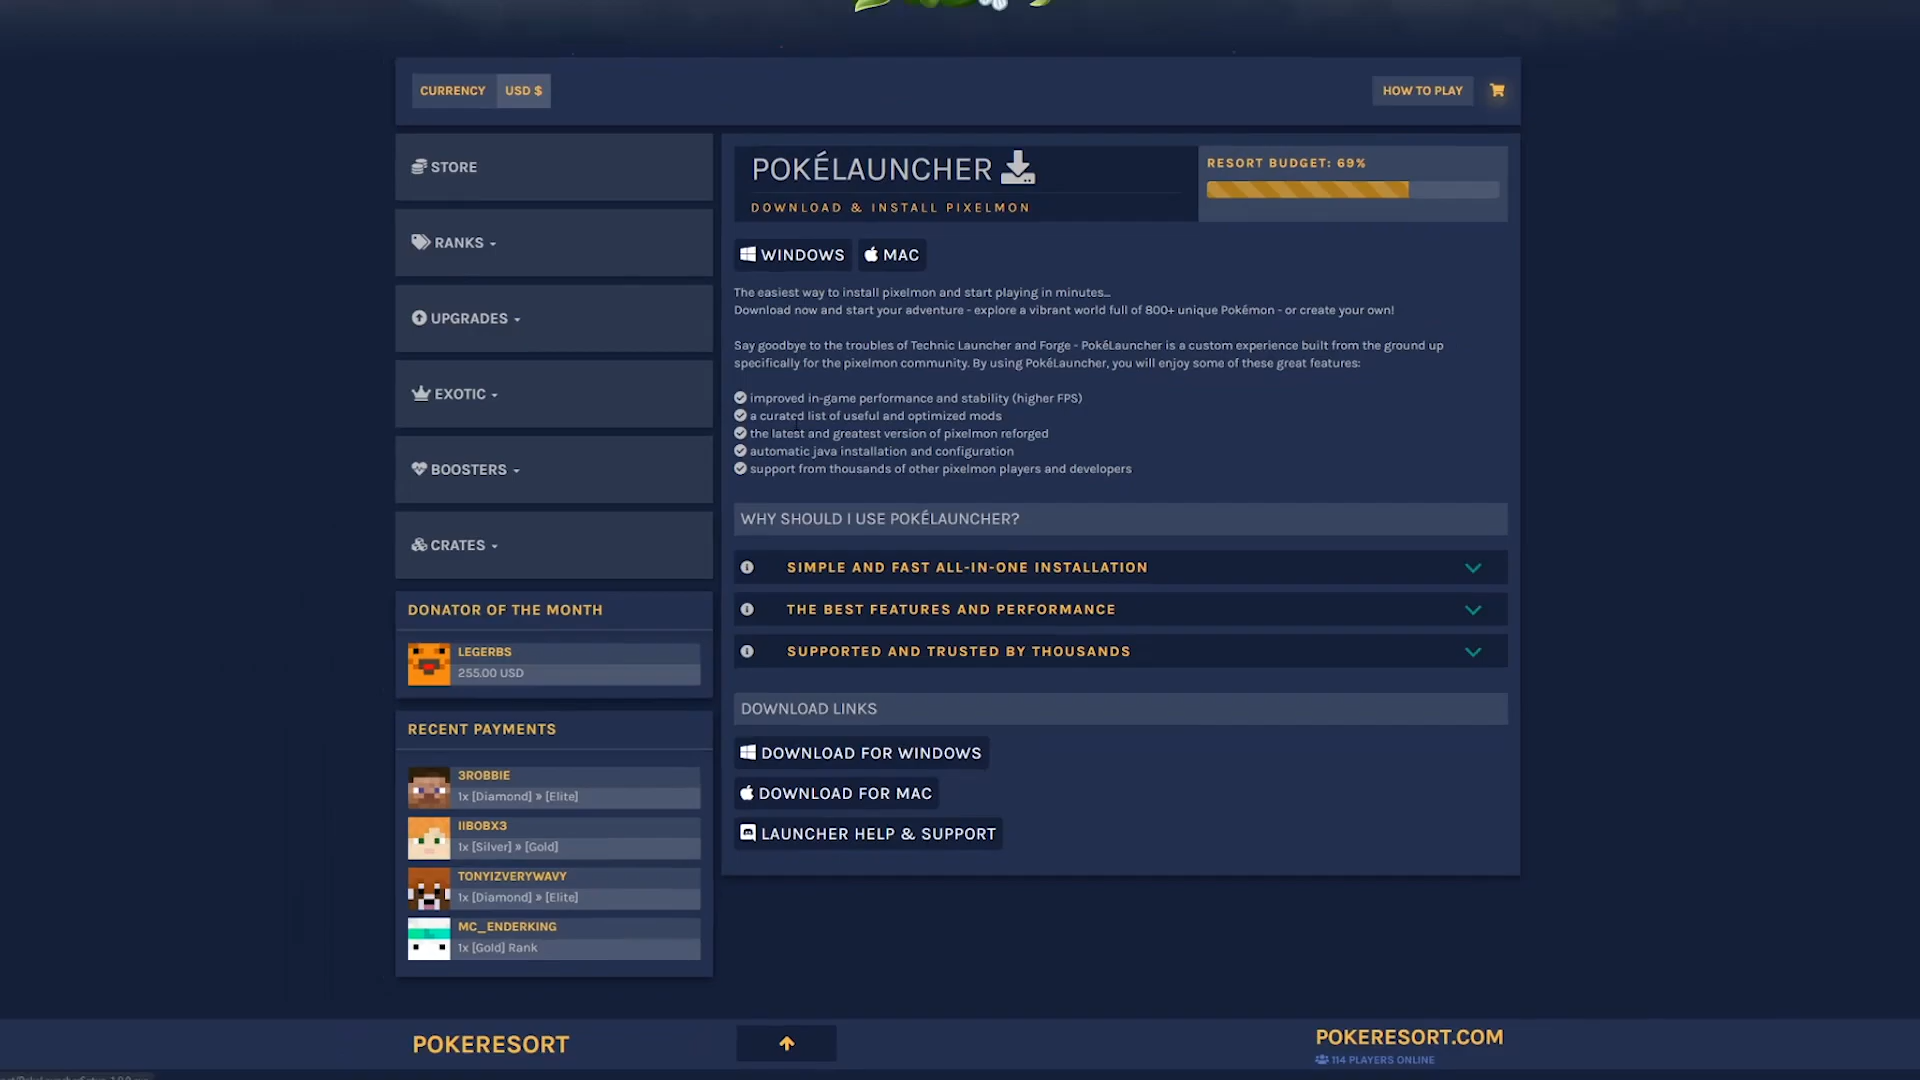 CURRENCY USD $
HOW TO PLAY
STORE
RANKS
UPGRADES
EXOTIC
BOOSTERS
CRATES
DONATOR OF THE MONTH
LEGERBS
255.00 USD
RECENT PAYMENTS
3ROBBIE
1x [Diamond] » [Elite]
IIBOBX3
1x [Silver] » [Gold]
TONYIZVERYWAVY
1x [Diamond] » [Elite]
MC_ENDERKING
1x [Gold] Rank
POKÉLAUNCHER
DOWNLOAD & INSTALL PIXELMON
RESORT BUDGET: 69%
WINDOWS MAC
The easiest way to install pixelmon and start playing in minutes...
Download now and start your adventure - explore a vibrant world full of 800+ unique Pokémon - or create your own!
Say goodbye to the troubles of Technic Launcher and Forge - PokéLauncher is a custom experience built from the ground up
specifically for the pixelmon community. By using PokéLauncher, you will enjoy some of these great features:
improved in-game performance and stability (higher FPS)
a curated list of useful and optimized mods
the latest and greatest version of pixelmon reforged
automatic java installation and configuration
support from thousands of other pixelmon players and developers
WHY SHOULD I USE POKÉLAUNCHER?
SIMPLE AND FAST ALL-IN-ONE INSTALLATION
THE BEST FEATURES AND PERFORMANCE
SUPPORTED AND TRUSTED BY THOUSANDS
DOWNLOAD LINKS
DOWNLOAD FOR WINDOWS
DOWNLOAD FOR MAC
LAUNCHER HELP & SUPPORT
POKERESORT
POKERESORT.COM
114 PLAYERS ONLINE